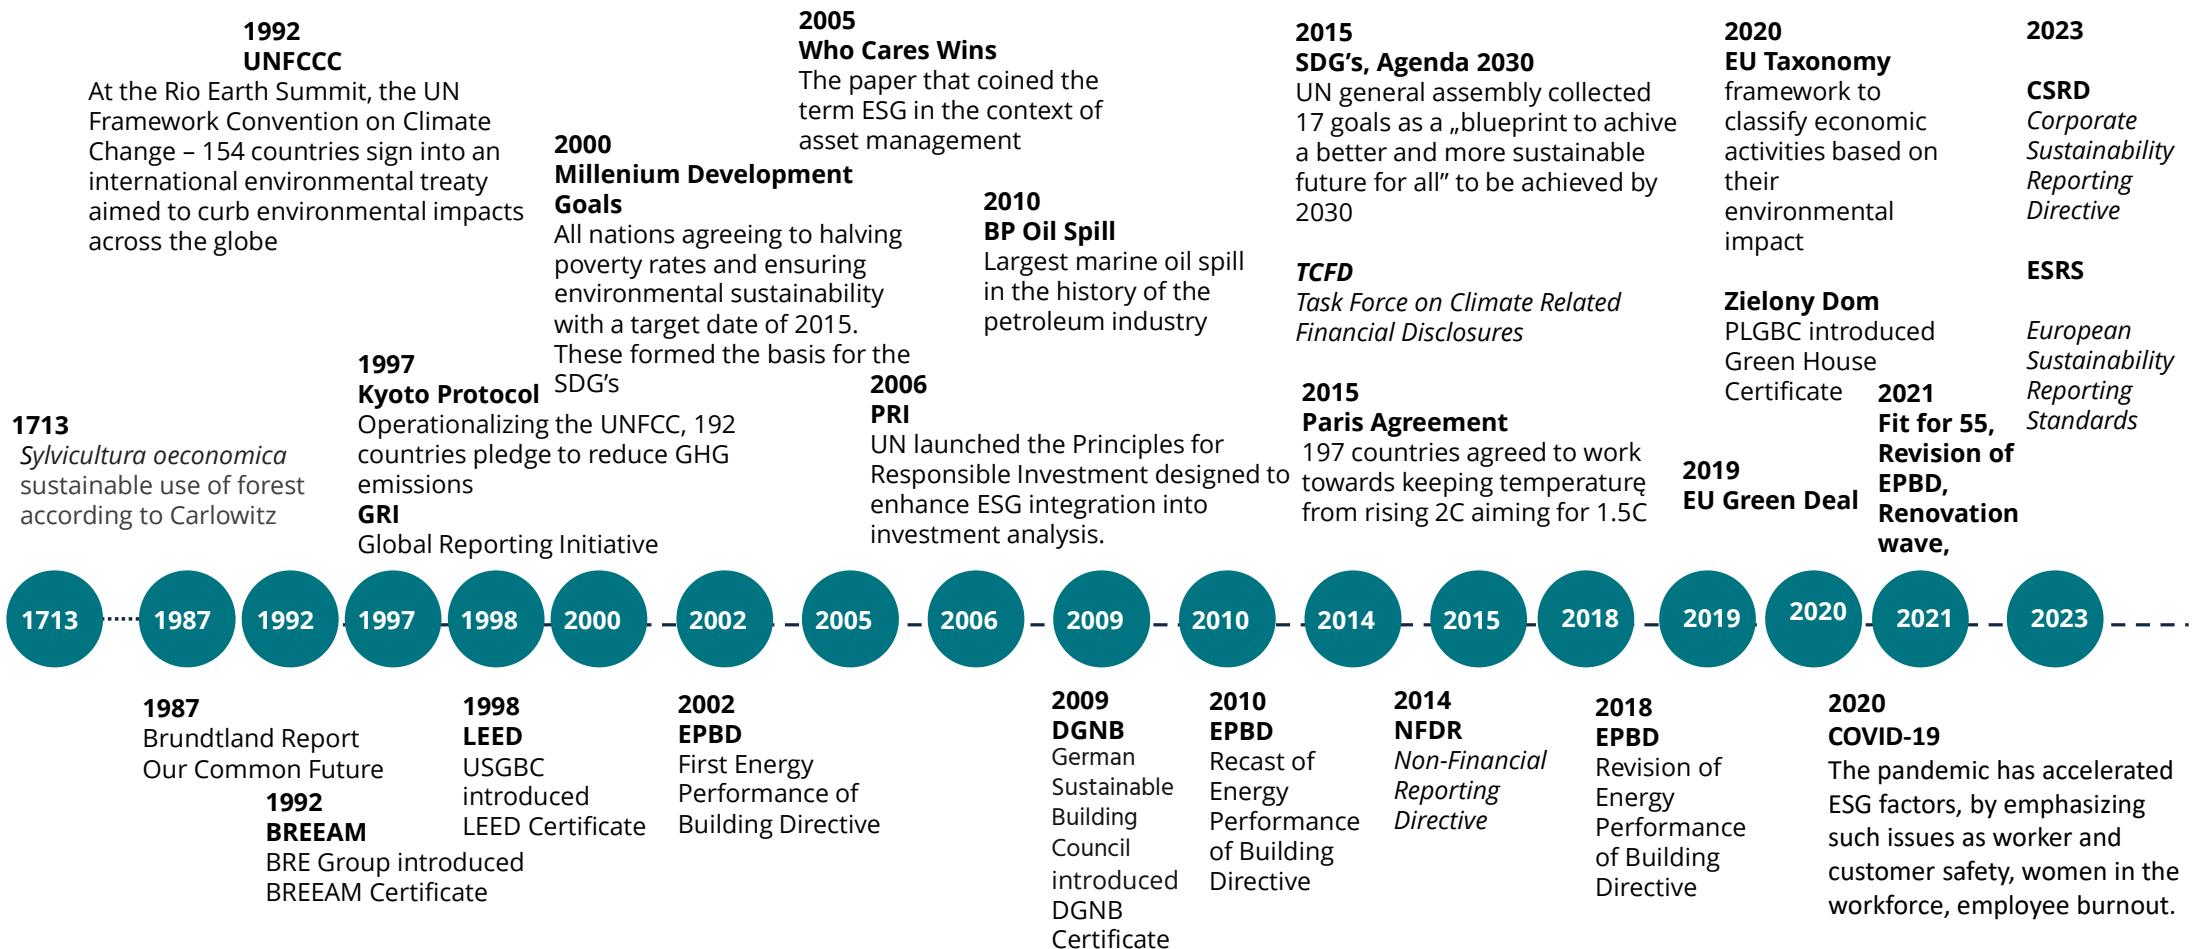 1992
UNFCCC
At the Rio Earth Summit, the UN
Framework Convention on Climate
Change – 154 countries sign into an
international environmental treaty
aimed to curb environmental impacts
across the globe
2005
Who Cares Wins
The paper that coined the
term ESG in the context of
asset management
2015
SDG’s, Agenda 2030
UN general assembly collected
17 goals as a „blueprint to achive
a better and more sustainable
future for all” to be achieved by
2030
TCFD
Task Force on Climate Related
Financial Disclosures
2020
EU Taxonomy
framework to
classify economic
activities based on
their
environmental
impact
Zielony Dom
PLGBC introduced
Green House
Certificate
2023
CSRD
Corporate
Sustainability
Reporting
Directive
ESRS
European
Sustainability
Reporting
Standards
2000
Millenium Development
Goals
All nations agreeing to halving
poverty rates and ensuring
environmental sustainability
with a target date of 2015.
These formed the basis for the
SDG’s
2010
BP Oil Spill
Largest marine oil spill
in the history of the
petroleum industry
1713
Sylvicultura oeconomica
sustainable use of forest
according to Carlowitz
1997
Kyoto Protocol
Operationalizing the UNFCC, 192
countries pledge to reduce GHG
emissions
GRI
Global Reporting Initiative
2006
PRI
UN launched the Principles for
Responsible Investment designed to
enhance ESG integration into
investment analysis.
2015
Paris Agreement
197 countries agreed to work
towards keeping temperaturę
from rising 2C aiming for 1.5C
2019
EU Green Deal
2021
Fit for 55,
Revision of
EPBD,
Renovation
wave,
1713 1987 1992 1997 1998 2000 2002 2005 2006 2009 2010 2014 2015 2018 2019 2020 2021 2023
1987
Brundtland Report
Our Common Future
1992
BREEAM
BRE Group introduced
BREEAM Certificate
1998
LEED
USGBC
introduced
LEED Certificate
2002
EPBD
First Energy
Performance of
Building Directive
2009
DGNB
German
Sustainable
Building
Council
introduced
DGNB
Certificate
2010
EPBD
Recast of
Energy
Performance
of Building
Directive
2014
NFDR
Non-Financial
Reporting
Directive
2018
EPBD
Revision of
Energy
Performance
of Building
Directive
2020
COVID-19
The pandemic has accelerated
ESG factors, by emphasizing
such issues as worker and
customer safety, women in the
workforce, employee burnout.